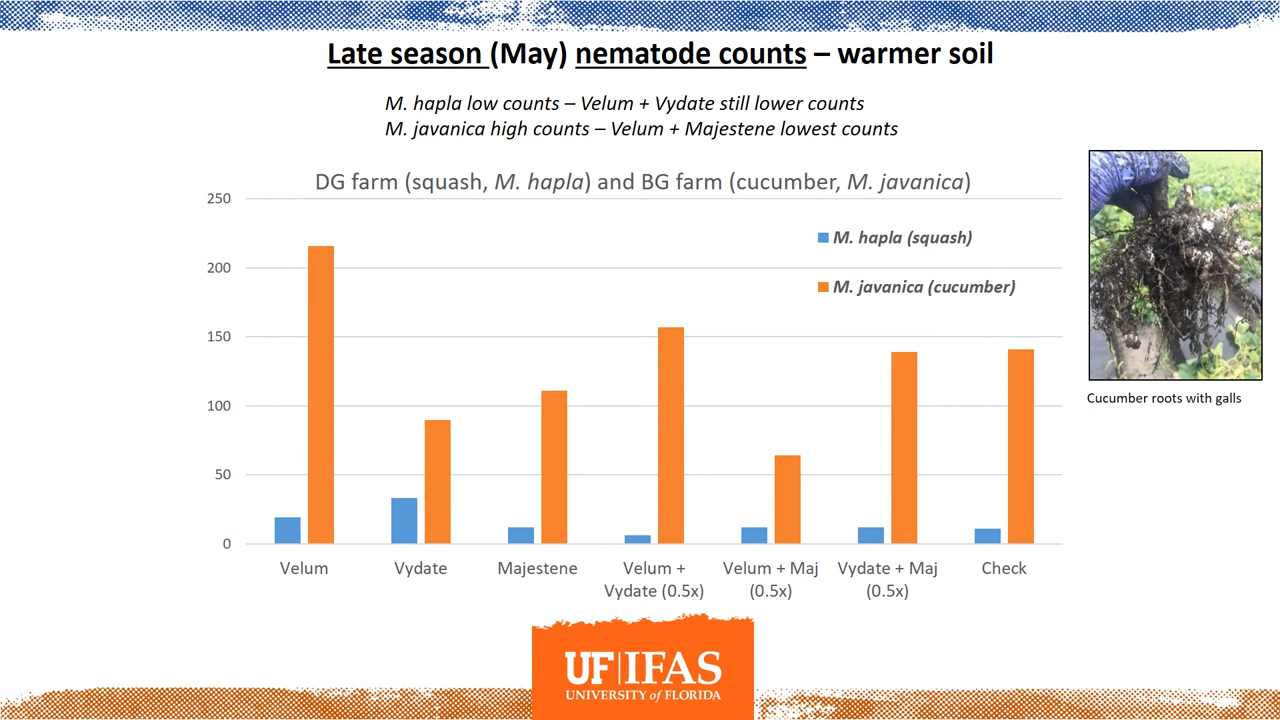 Late season (May) nematode counts – warmer soil
M. hapla low counts – Velum + Vydate still lower counts
M. javanica high counts – Velum + Majestene lowest counts
DG farm (squash, M. hapla) and BG farm (cucumber, M. javanica)
250
200
150
100
50
0
M. hapla (squash)
M. javanica (cucumber)
Velum
Vydate
Majestene
Velum +
Vydate (0.5x)
Velum + Maj
(0.5x)
Vydate + Maj
(0.5x)
Check
Cucumber roots with galls
UF|IFAS
UNIVERSITY of FLORIDA